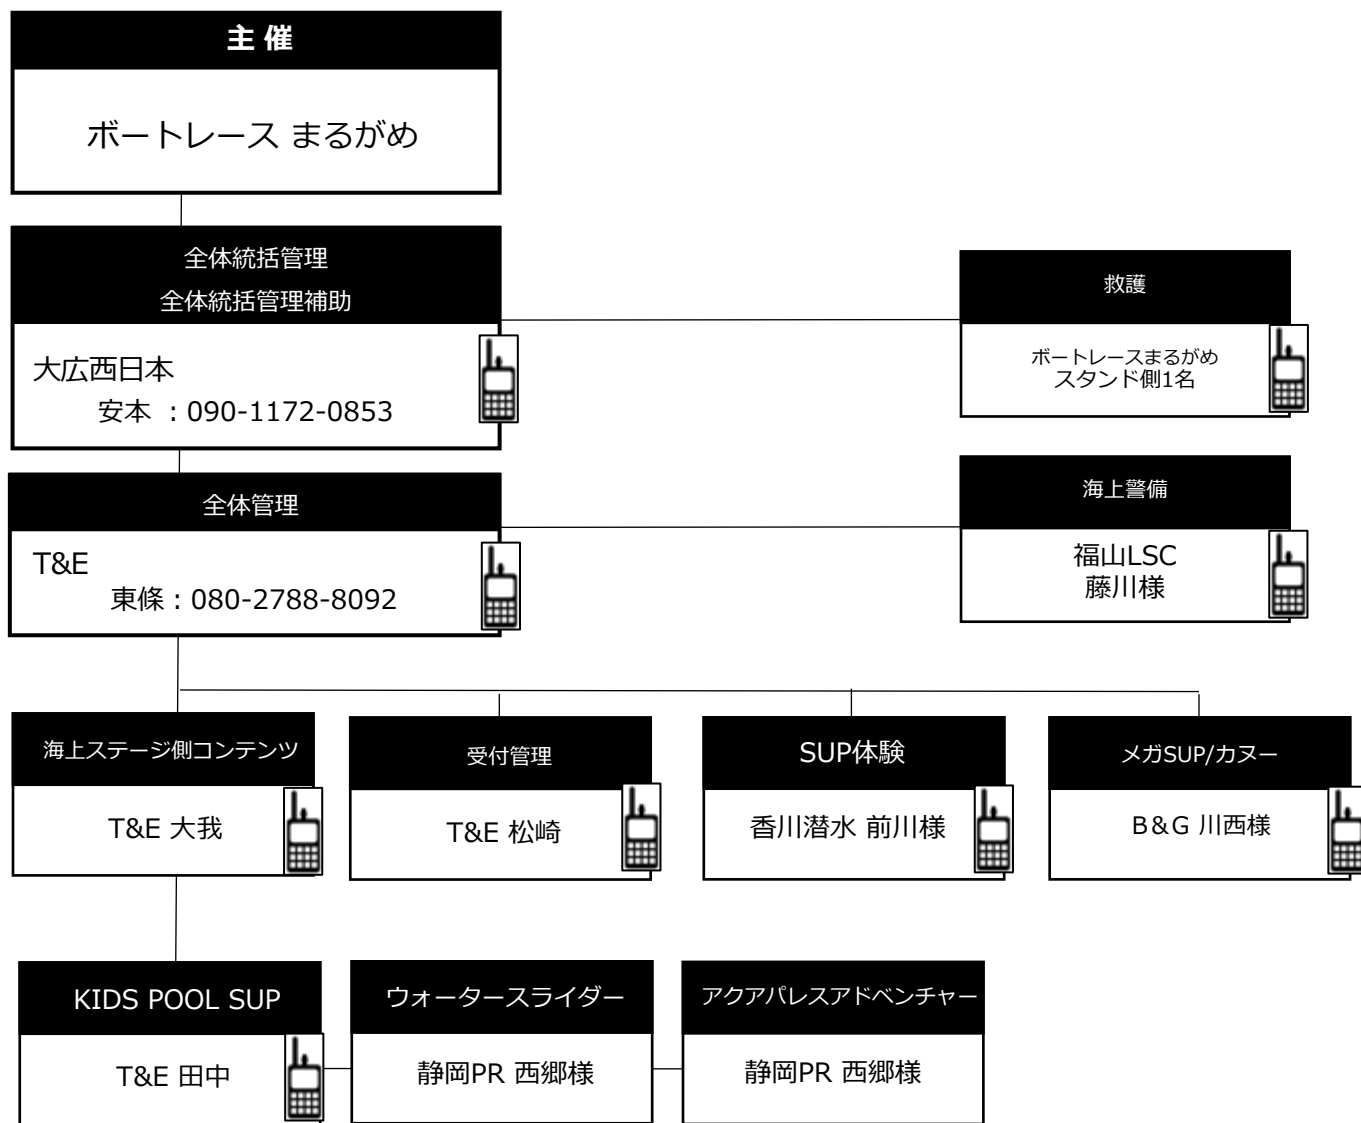 主 催
ボートレース まるがめ
全体統括管理
全体統括管理補助
大広西日本
安本 ：090-1172-0853
救護
ボートレースまるがめ
スタンド側1名
全体管理
T&E
東條：080-2788-8092
海上警備
福山LSC
藤川様
海上ステージ側コンテンツ
T&E 大我
受付管理
T&E 松崎
SUP体験
香川潜水 前川様
メガSUP/カヌー
B&G 川西様
KIDS POOL SUP
T&E 田中
ウォータースライダー
静岡PR 西郷様
アクアパレスアドベンチャー
静岡PR 西郷様